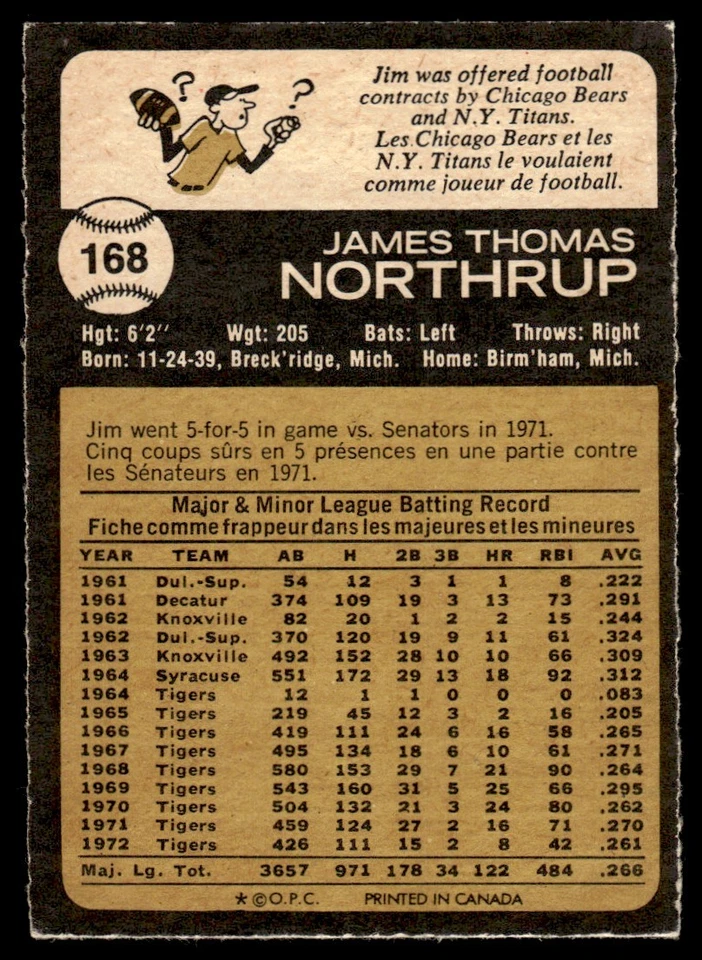 ? ?
Jim was offered football
contracts by Chicago Bears
and N.Y. Titans.
Les Chicago Bears et les
N.Y. Titans le voulaient
comme joueur de football.
168
JAMES THOMAS
NORTHRUP
Hgt: 6'2" Wgt: 205 Bats: Left Throws: Right
Born: 11-24-39, Breck'ridge, Mich. Home: Birm'ham, Mich.
Jim went 5-for-5 in game vs. Senators in 1971.
Cinq coups sûrs en 5 présences en une partie contre
les Sénateurs en 1971.
Major & Minor League Batting Record
Fiche comme frappeur dans les majeures et les mineures
YEAR TEAM AB H 2B 3B HR RBI AVG
1961 Dul.-Sup. 54 12 3 1 1 8 .222
1961 Decatur 374 109 19 3 13 73 .291
1962 Knoxville 82 20 1 2 2 15 .244
1962 Dul.-Sup. 370 120 19 9 11 61 .324
1963 Knoxville 492 152 28 10 10 66 .309
1964 Syracuse 551 172 29 13 18 92 .312
1964 Tigers 12 1 1 0 0 0 .083
1965 Tigers 219 45 12 3 2 16 .205
1966 Tigers 419 111 24 6 16 58 .265
1967 Tigers 495 134 18 6 10 61 .271
1968 Tigers 580 153 29 7 21 90 .264
1969 Tigers 543 160 31 5 25 66 .295
1970 Tigers 504 132 21 3 24 80 .262
1971 Tigers 459 124 27 2 16 71 .270
1972 Tigers 426 111 15 2 8 42 .261
Maj. Lg. Tot. 3657 971 178 34 122 484 .266
* © O.P.C. PRINTED IN CANADA